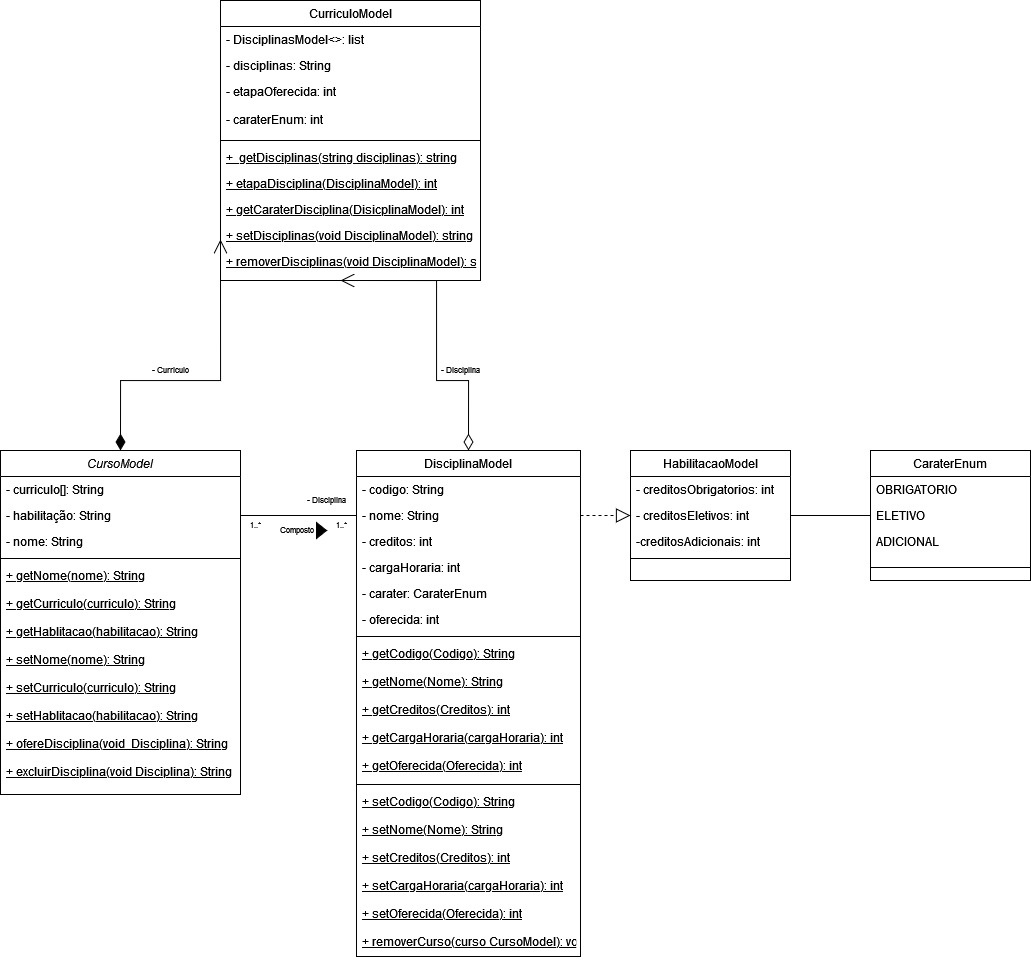 CurriculoModel
- DisciplinasModel<>: list
- disciplinas: String
- etapaOferecida: int
- caraterEnum: int
+  getDisciplinas(string disciplinas): string
+ etapaDisciplina(DisciplinaModel): int
+ getCaraterDisciplina(DisicplinaModel): int
+ setDisciplinas(void DisciplinaModel): string
+ removerDisciplinas(void DisciplinaModel): s
- Curriculo
- Disciplina
CursoModel
- curriculo[]: String
- habilitação: String
- nome: String
+ getNome(nome): String
+ getCurriculo(curriculo): String
+ getHablitacao(habilitacao): String
+ setNome(nome): String
+ setCurriculo(curriculo): String
+ setHablitacao(habilitacao): String
+ ofereDisciplina(void  Disciplina): String
+ excluirDisciplina(void Disciplina): String
- Disciplina
1..*
Composto
1..*
DisciplinaModel
- codigo: String
- nome: String
- creditos: int
- cargaHoraria: int
- carater: CaraterEnum
- oferecida: int
+ getCodigo(Codigo): String
+ getNome(Nome): String
+ getCreditos(Creditos): int
+ getCargaHoraria(cargaHoraria): int
+ getOferecida(Oferecida): int
+ setCodigo(Codigo): String
+ setNome(Nome): String
+ setCreditos(Creditos): int
+ setCargaHoraria(cargaHoraria): int
+ setOferecida(Oferecida): int
+ removerCurso(curso CursoModel): vo
HabilitacaoModel
- creditosObrigatorios: int
- creditosEletivos: int
-creditosAdicionais: int
CaraterEnum
OBRIGATORIO
ELETIVO
ADICIONAL